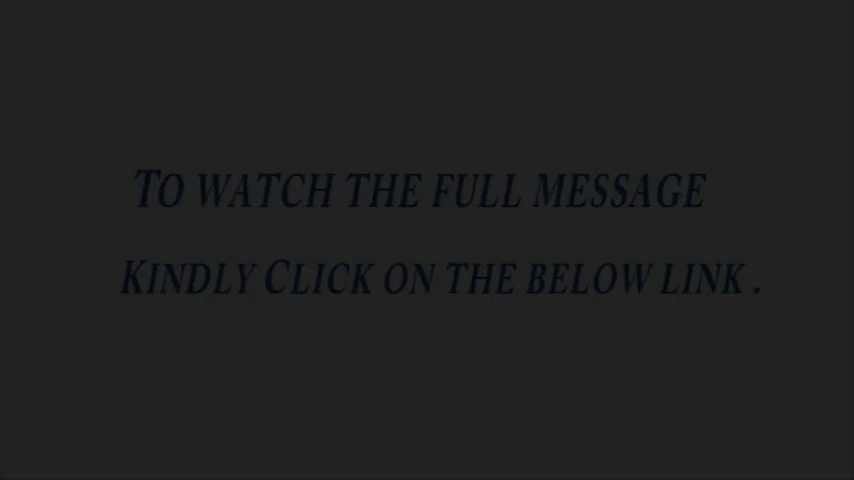 TO WATCH THE FULL MESSAGE
KINDLY CLICK ON THE BELOW LINK .